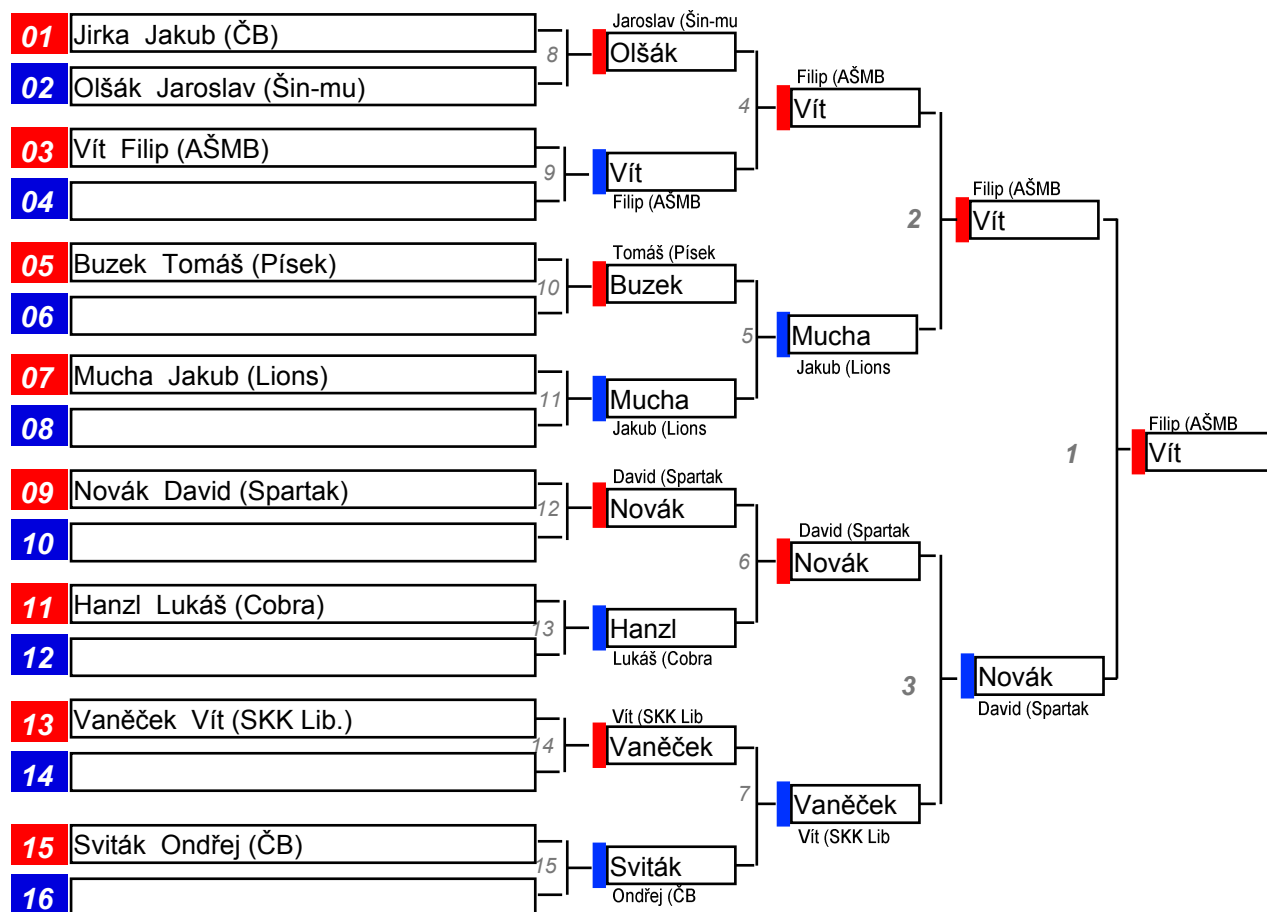 01 Jirka Jakub (ČB)
02 Olšák Jaroslav (Šin-mu)
03 Vít Filip (AŠMB)
04
05 Buzek Tomáš (Písek)
06
07 Mucha Jakub (Lions)
08
09 Novák David (Spartak)
10
11 Hanzl Lukáš (Cobra)
12
13 Vaněček Vít (SKK Lib.)
14
15 Sviták Ondřej (ČB)
16
8
9
10
11
12
13
14
15
Jaroslav (Šin-mu
Olšák
Vít
Filip (AŠMB
Tomáš (Písek
Buzek
Mucha
Jakub (Lions
David (Spartak
Novák
Hanzl
Lukáš (Cobra
Vít (SKK Lib
Vaněček
Sviták
Ondřej (ČB
4
5
6
7
Filip (AŠMB
Vít
Mucha
Jakub (Lions
David (Spartak
Novák
Vaněček
Vít (SKK Lib
2
3
Filip (AŠMB
Vít
Novák
David (Spartak
1
Filip (AŠMB
Vít